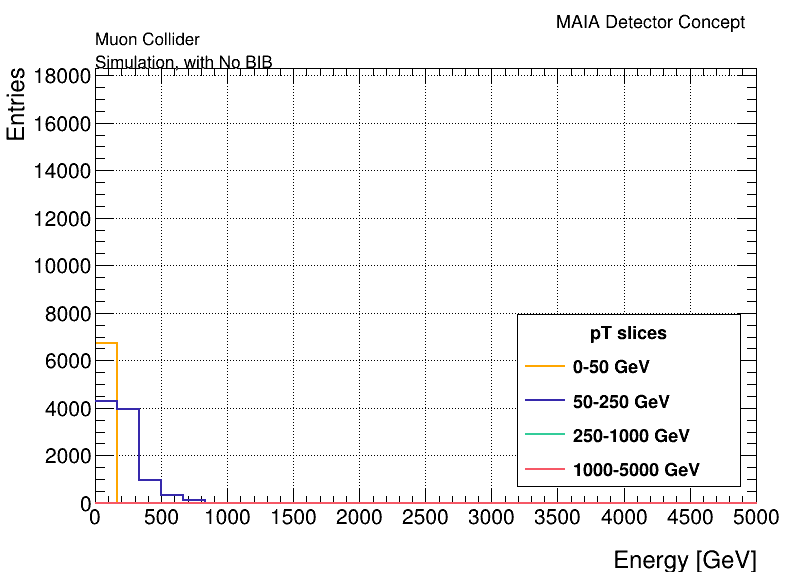 MAIA Detector Concept
Muon Collider
Simulation, with No BIB
Entries
18000
16000
14000
12000
10000
8000
6000
4000
2000
0
pT slices
0-50 GeV
50-250 GeV
250-1000 GeV
1000-5000 GeV
0 500 1000 1500 2000 2500 3000 3500 4000 4500 5000
Energy [GeV]